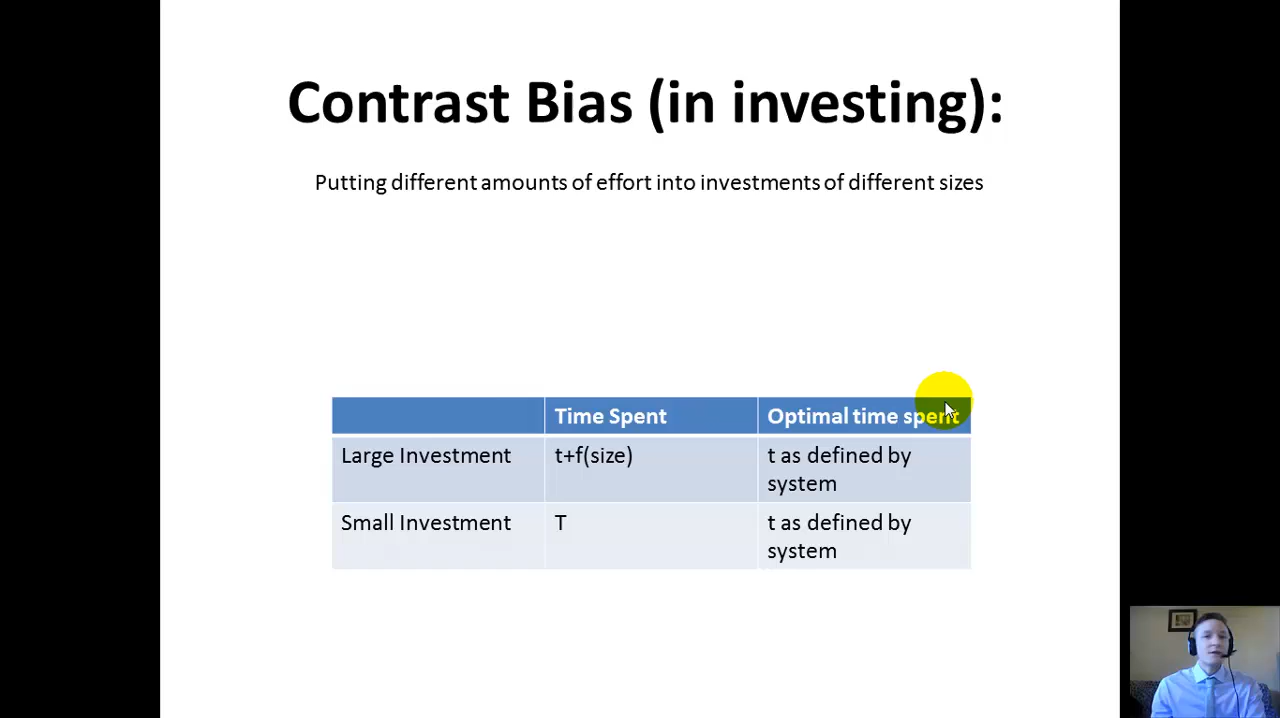 Contrast Bias (in investing):
Putting different amounts of effort into investments of different sizes
Time Spent
Optimal time spent
Large Investment
t+f(size)
t as defined by
system
Small Investment
T
t as defined by
system